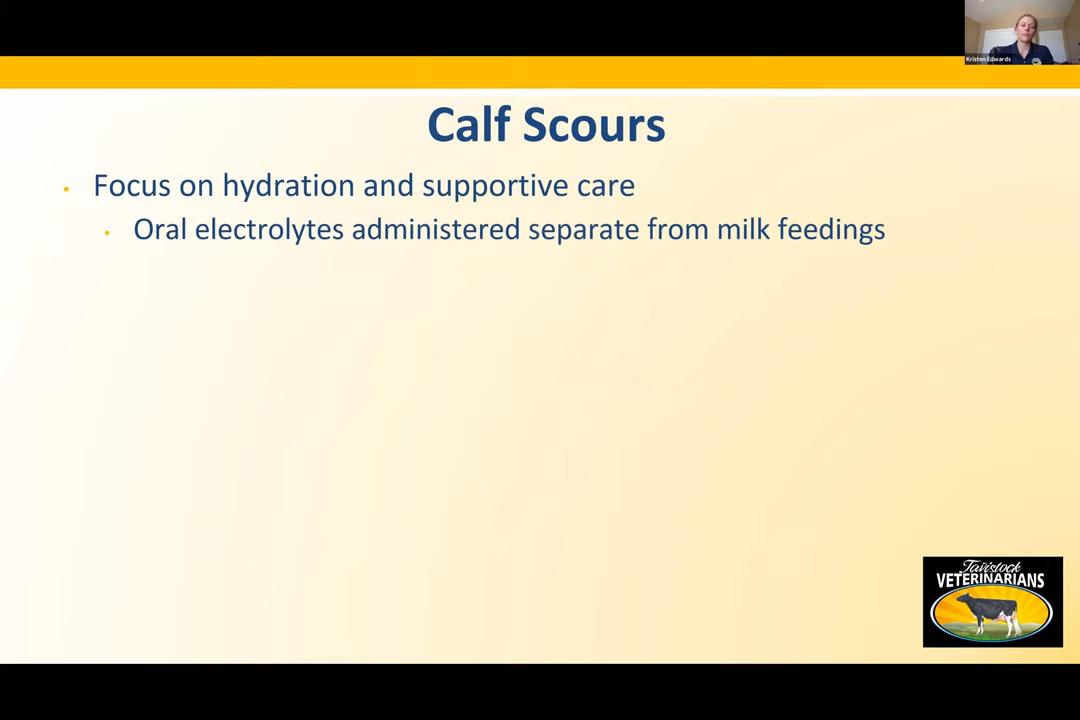 Kristen Edwards
Calf Scours
• Focus on hydration and supportive care
• Oral electrolytes administered separate from milk feedings
Tavistock
VETERINARIANS